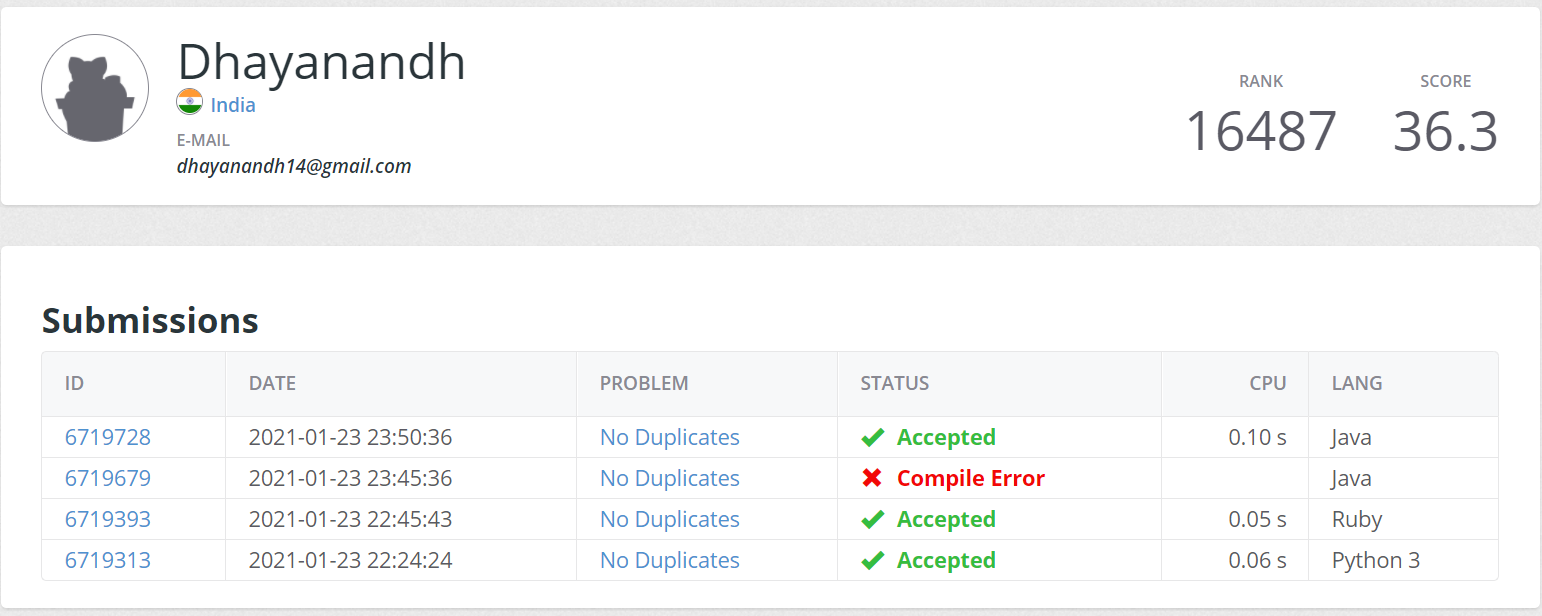 Dhayanandh
India
E-MAIL
dhayanandh14@gmail.com
RANK SCORE
16487 36.3
Submissions
ID DATE PROBLEM STATUS CPU LANG
6719728 2021-01-23 23:50:36 No Duplicates Accepted 0.10 s Java
6719679 2021-01-23 23:45:36 No Duplicates Compile Error Java
6719393 2021-01-23 22:45:43 No Duplicates Accepted 0.05 s Ruby
6719313 2021-01-23 22:24:24 No Duplicates Accepted 0.06 s Python 3